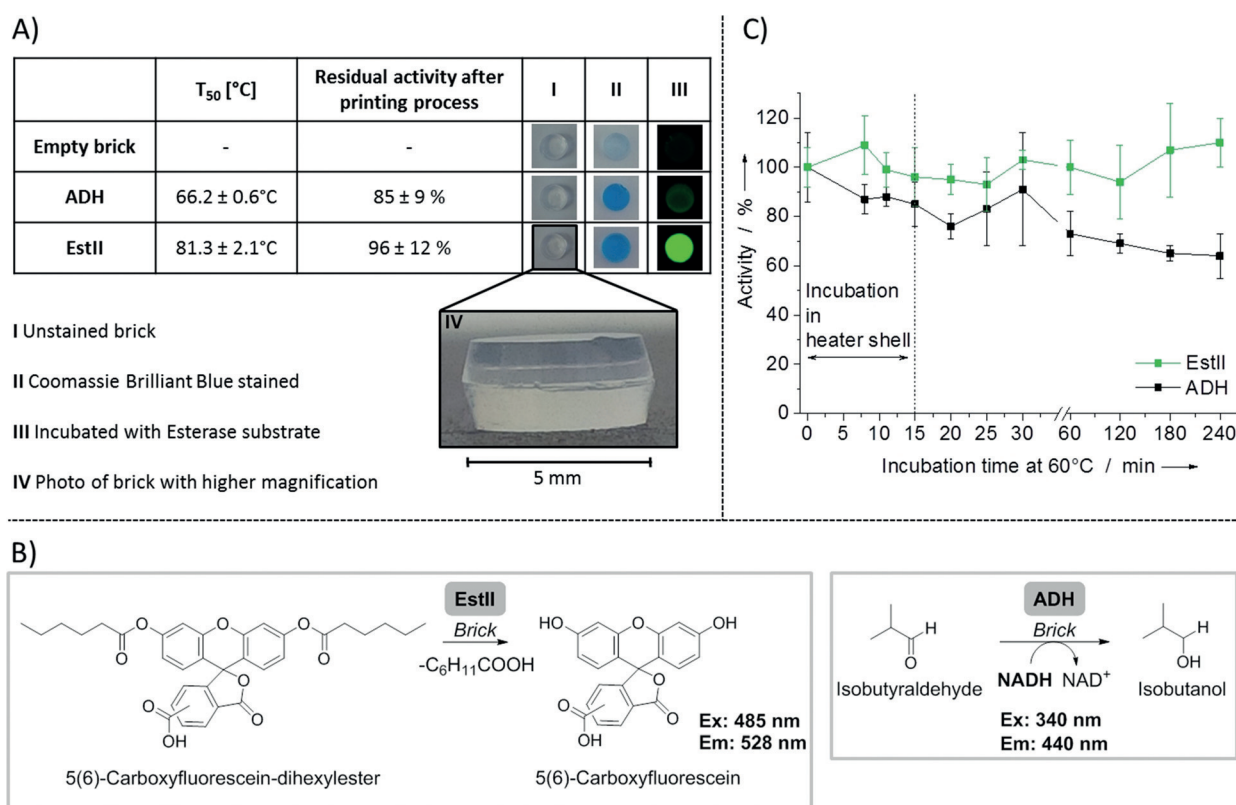 A)
T50 [°C]
Residual activity after
printing process
I
II
III
Empty brick
-
-
ADH
66.2 ± 0.6°C
85 ± 9 %
EstII
81.3 ± 2.1°C
96 ± 12 %
I Unstained brick
II Coomassie Brilliant Blue stained
III Incubated with Esterase substrate
IV Photo of brick with higher magnification
IV
5 mm
C)
Activity / %
120
100
80
60
40
20
0
Incubation
in
heater shell
EstII
ADH
0 5 10 15 20 25 30 60 120 180 240
Incubation time at 60°C / min
B)
O
O
O
O
O
O
O
O
OH
5(6)-Carboxyfluorescein-dihexylester
EstII
Brick
-C6H11COOH
HO
O
OH
O
O
O
OH
Ex: 485 nm
Em: 528 nm
5(6)-Carboxyfluorescein
H
O
Isobutyraldehyde
ADH
Brick
NADH NAD+
Ex: 340 nm
Em: 440 nm
H
OH
Isobutanol